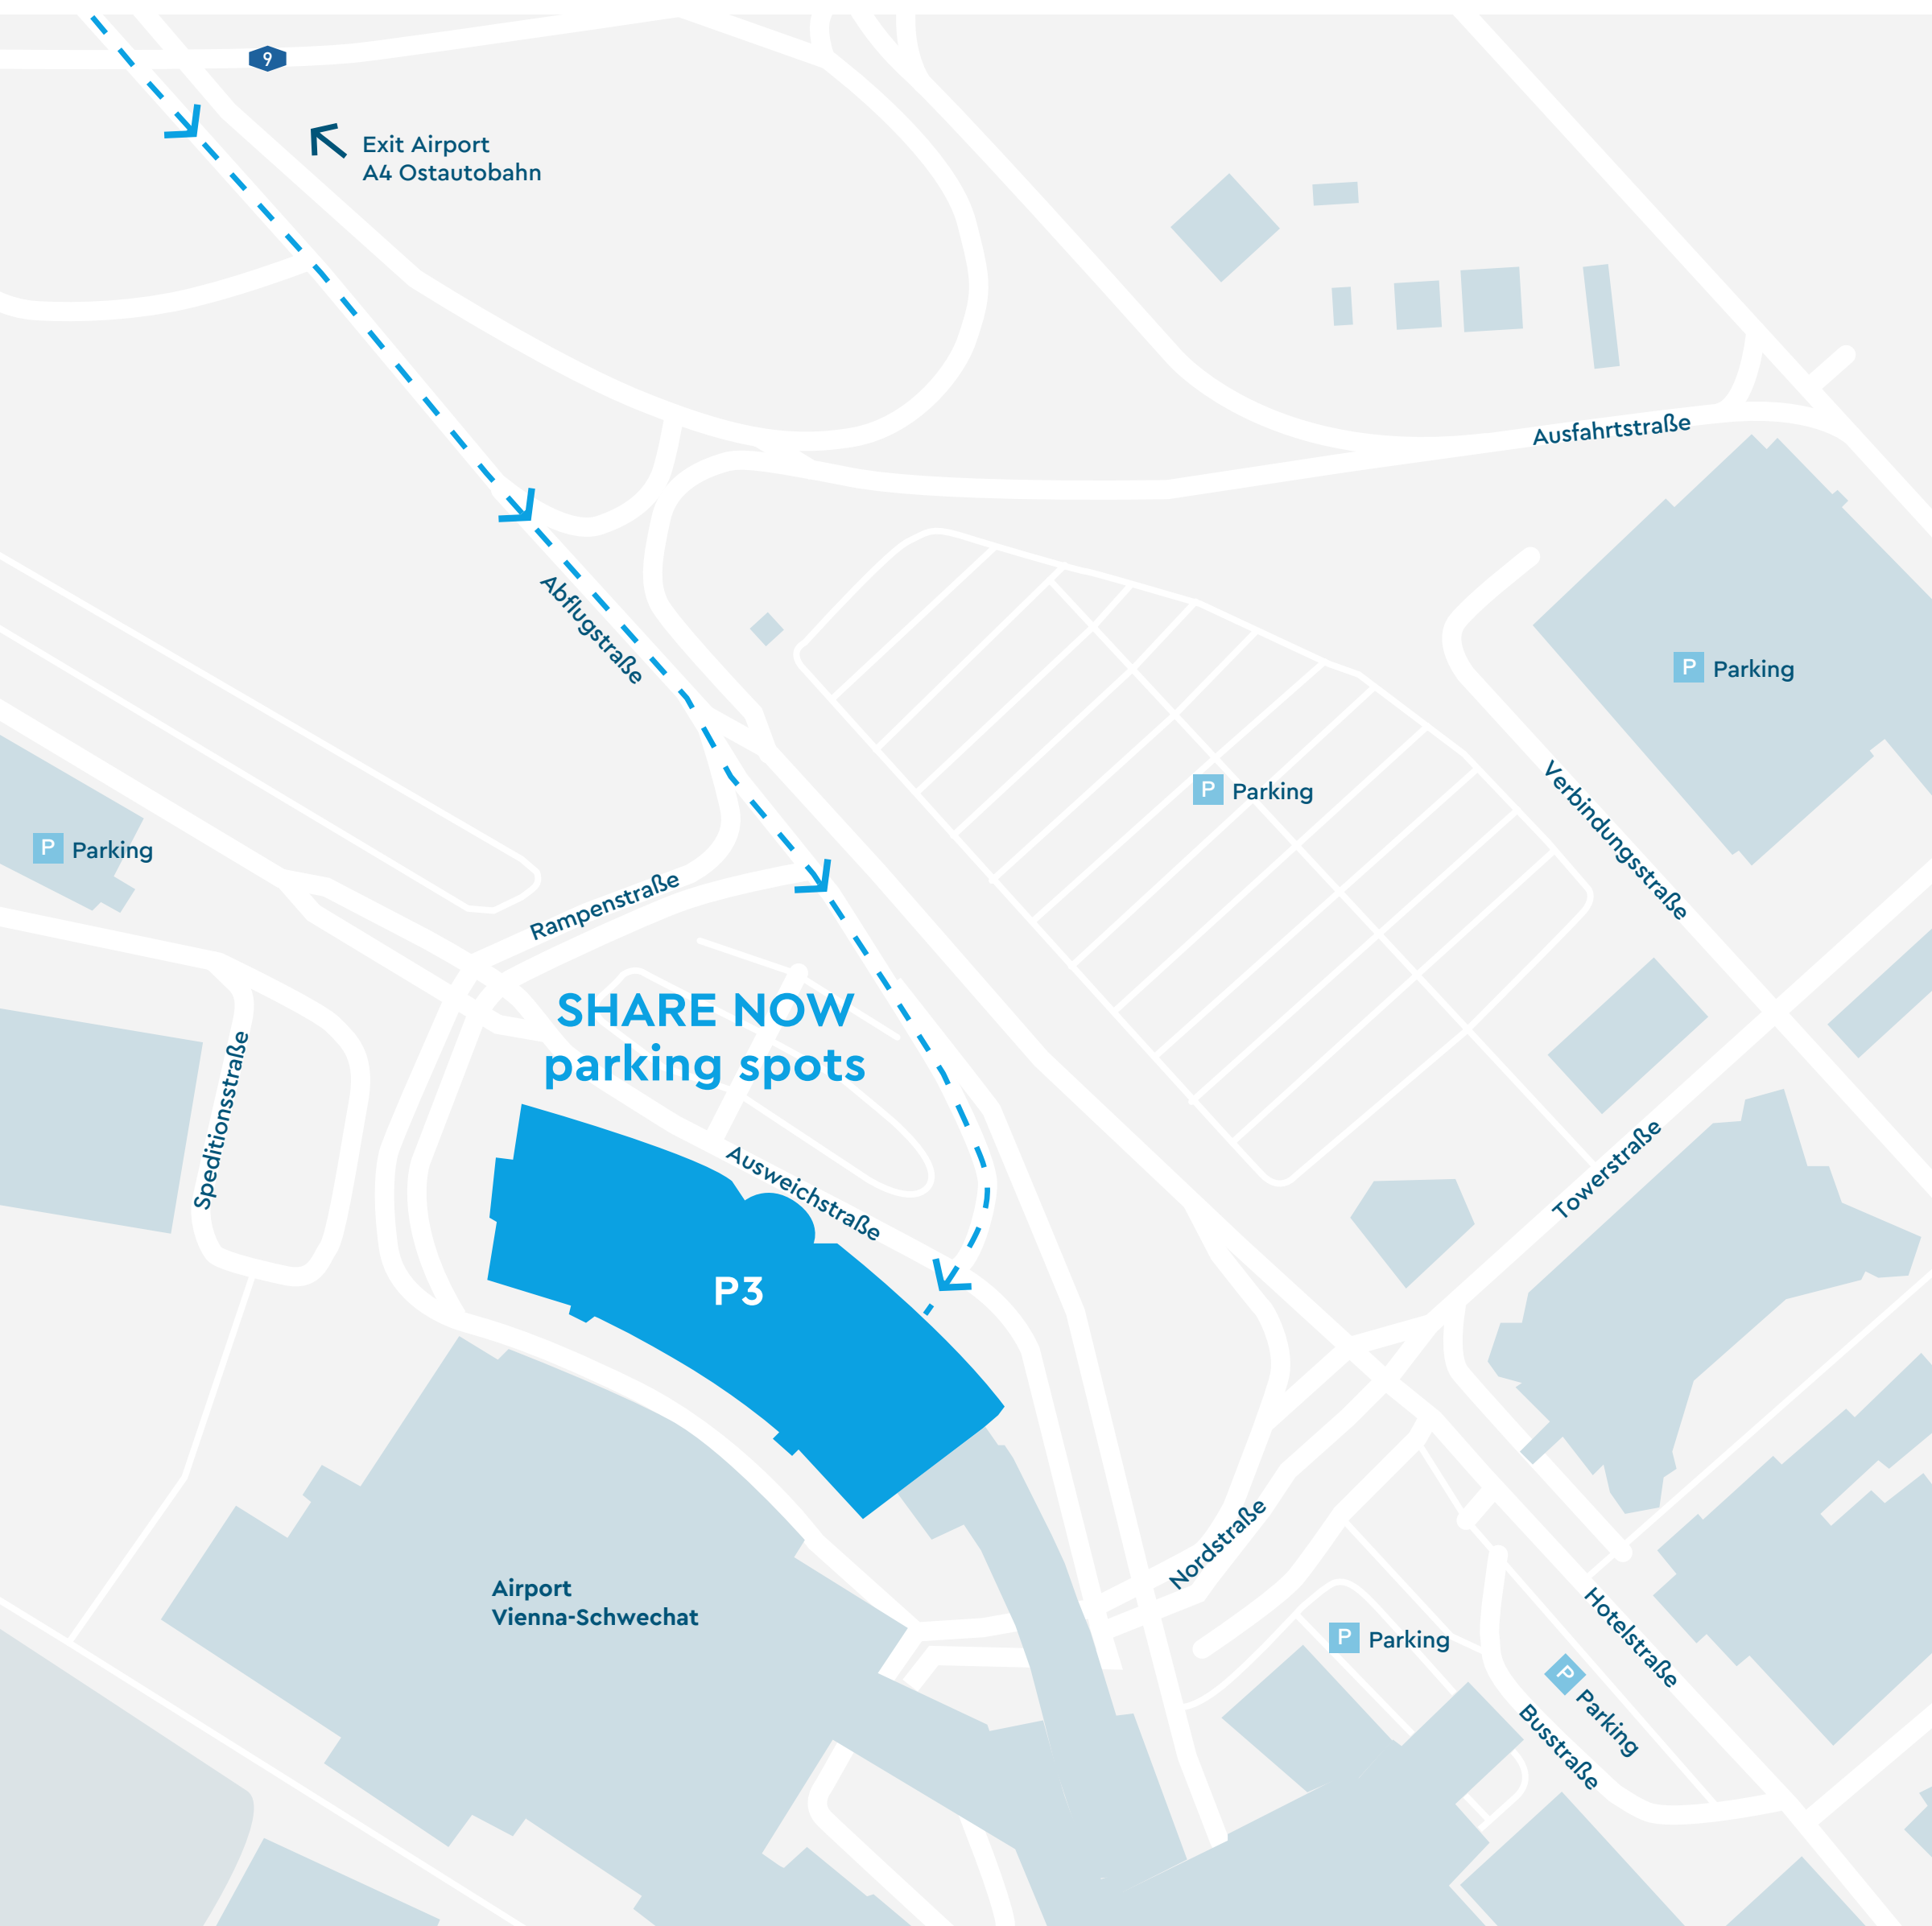 9
Exit Airport
A4 Ostautobahn
Ausfahrtstraße
Abflugstraße
P Parking
P Parking
Verbindungsstraße
P Parking
Rampenstraße
SHARE NOW
parking spots
Speditionsstraße
Ausweichstraße
Towerstraße
P3
Nordstraße
Airport
Vienna-Schwechat
Hotelstraße
P Parking
P Parking
Busstraße